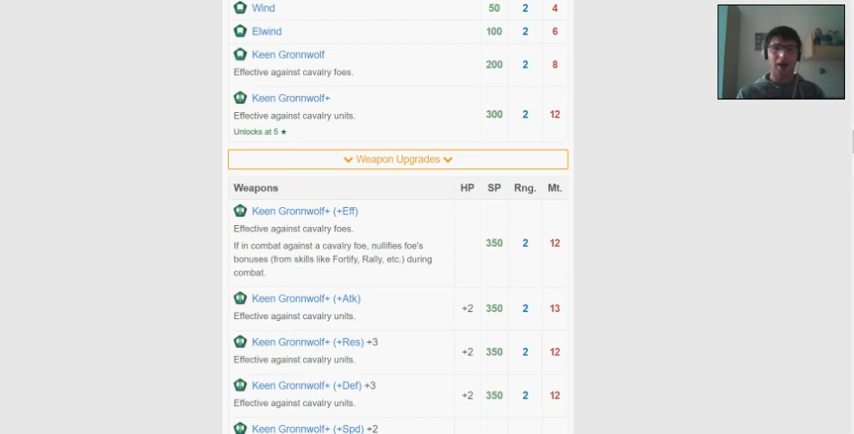 Wind 50 2 4
Elwind 100 2 6
Keen Gronnwolf 200 2 8
Effective against cavalry foes.
Keen Gronnwolf+ 300 2 12
Effective against cavalry units.
Unlocks at 5 ★
Weapon Upgrades
Weapons HP SP Rng. Mt.
Keen Gronnwolf+ (+Eff)
Effective against cavalry foes.
350 2 12
If in combat against a cavalry foe, nullifies foe's
bonuses (from skills like Fortify, Rally, etc.) during
combat.
Keen Gronnwolf+ (+Atk) +2 350 2 13
Effective against cavalry units.
Keen Gronnwolf+ (+Res) +3 +2 350 2 12
Effective against cavalry units.
Keen Gronnwolf+ (+Def) +3 +2 350 2 12
Effective against cavalry units.
Keen Gronnwolf+ (+Spd) +2